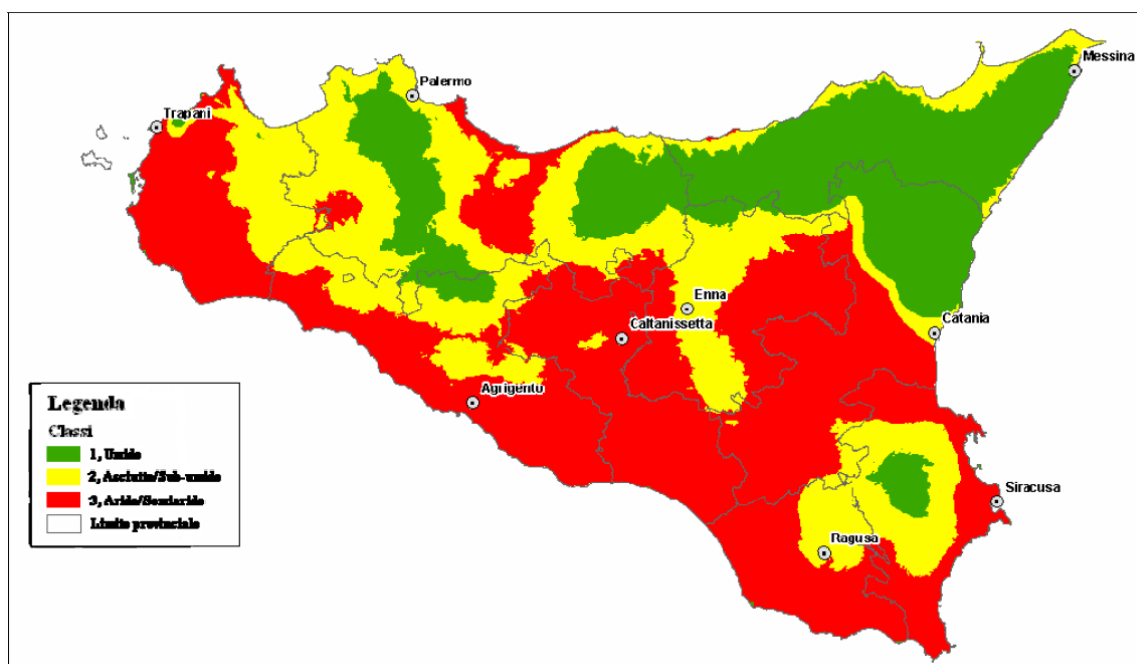 Messina
Palermo
Trapani
Enna
Caltanissetta
Catania
Agrigento
Siracusa
Ragusa
Legenda
Classi
1, Umido
2, Asciutto/Sub-umido
3, Arido/Semiarido
Limite provinciale